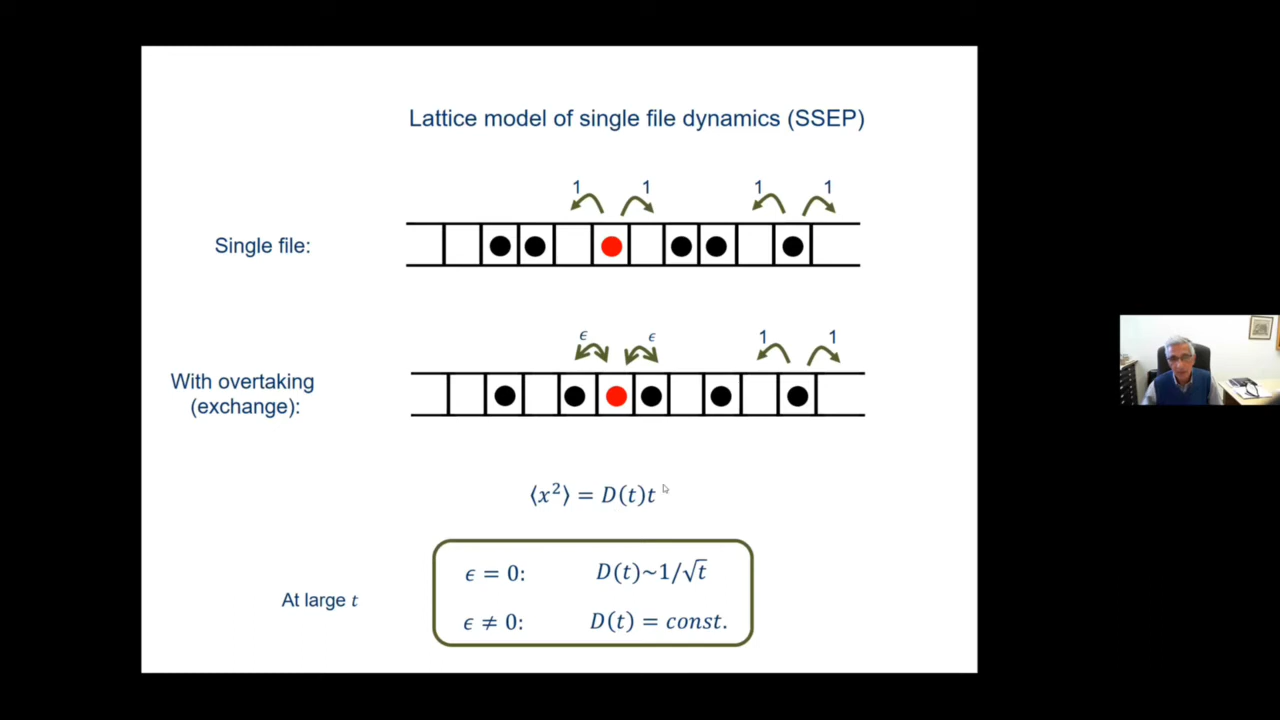 Lattice model of single file dynamics (SSEP)
1 1 1 1
Single file:
ϵ ϵ 1 1
With overtaking
(exchange):
⟨x²⟩ = D(t)t
ϵ = 0: D(t)~1/√t
At large t
ϵ ≠ 0: D(t) = const.